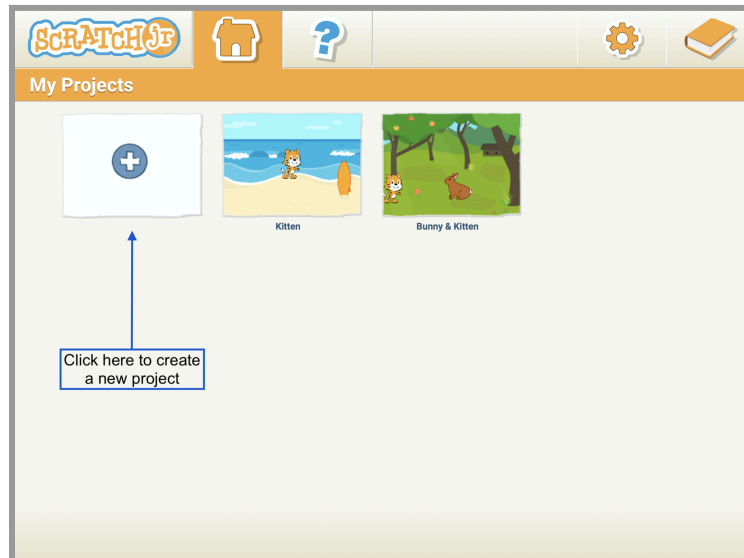 SCRATCH Jr
?
My Projects
Kitten
Bunny & Kitten
Click here to create
a new project